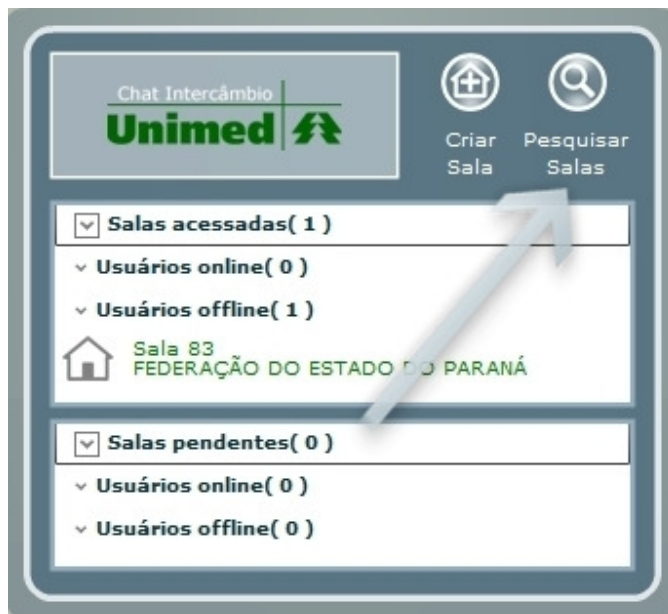 Chat Intercâmbio
Unimed
Criar
Sala
Pesquisar
Salas
Salas acessadas( 1 )
Usuários online( 0 )
Usuários offline( 1 )
Sala 83
FEDERAÇÃO DO ESTADO DO PARANÁ
Salas pendentes( 0 )
Usuários online( 0 )
Usuários offline( 0 )